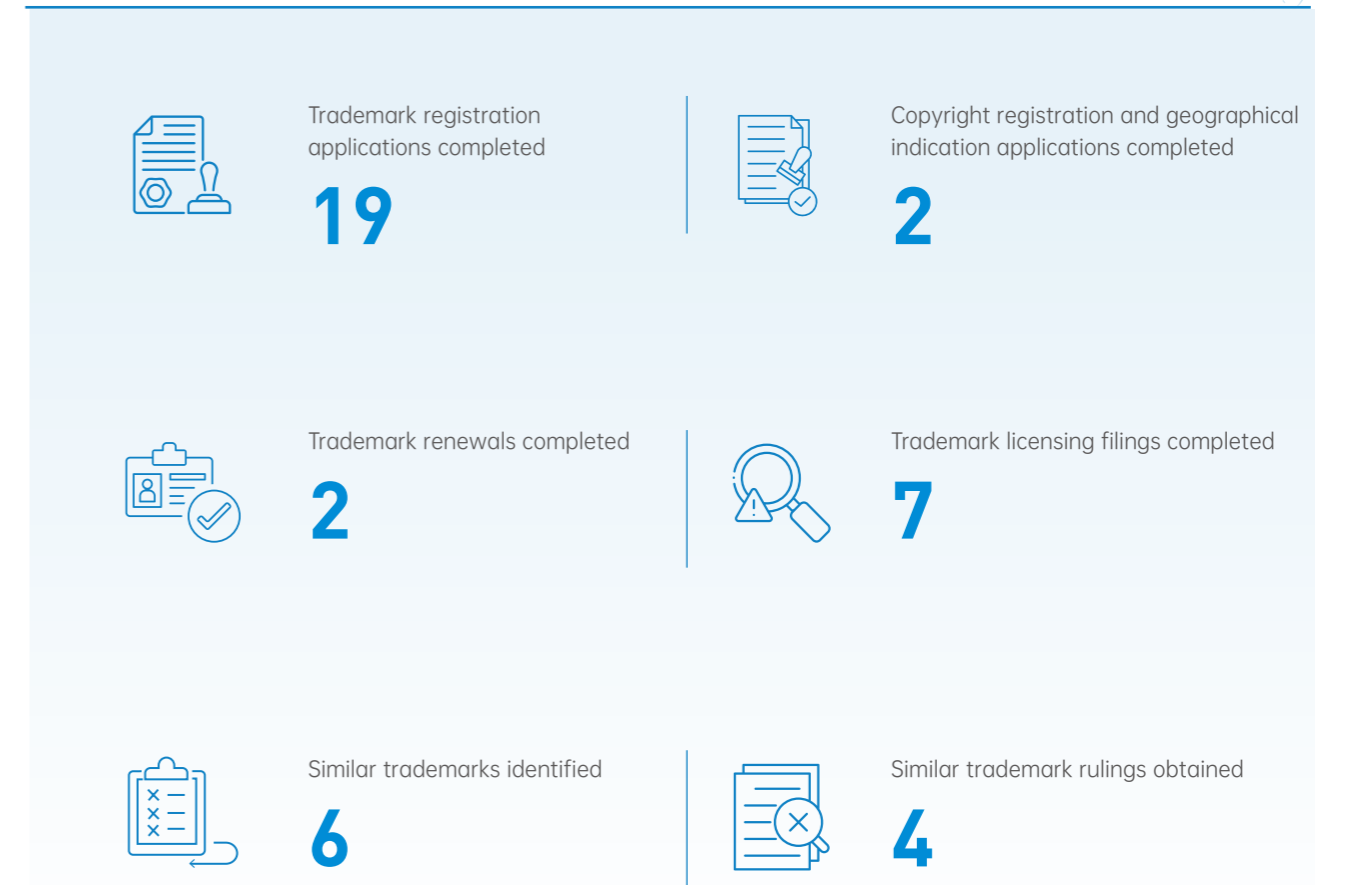 Trademark registration
applications completed
19
Copyright registration and geographical
indication applications completed
2
Trademark renewals completed
2
Trademark licensing filings completed
7
Similar trademarks identified
6
Similar trademark rulings obtained
4